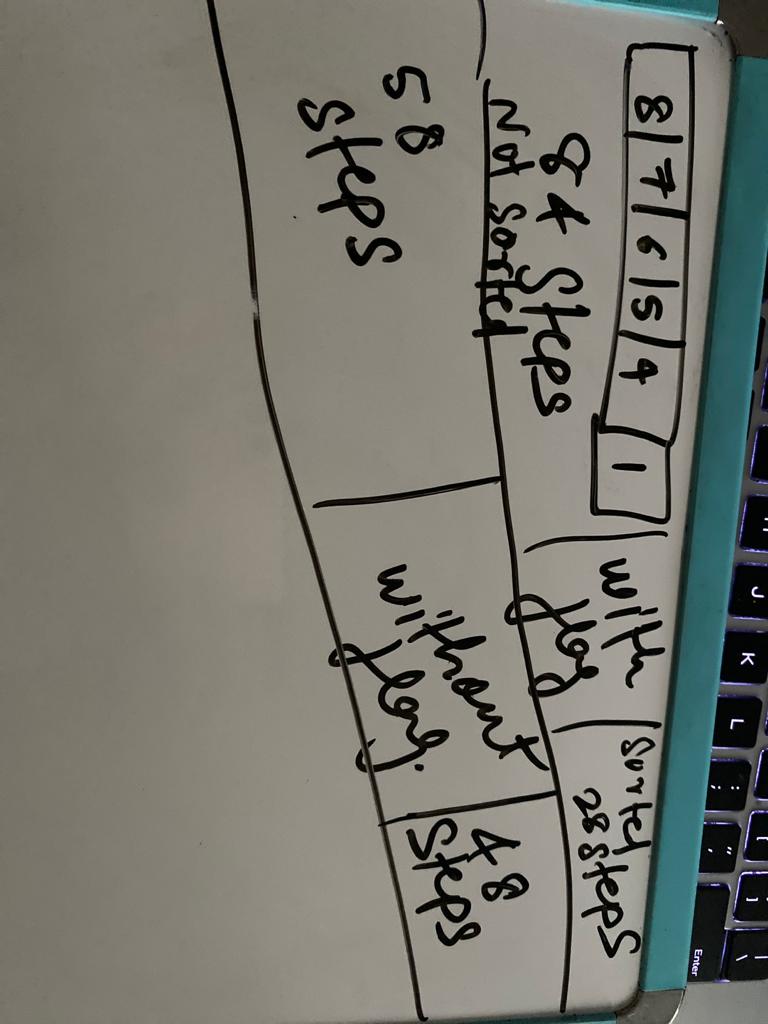 8 | 7 | 6 | 5 | 4 | 1
84 steps
Not sorted
with
flag
sorted
28 steps
58
steps
without
flag.
48
steps
J
K
L
;
Enter